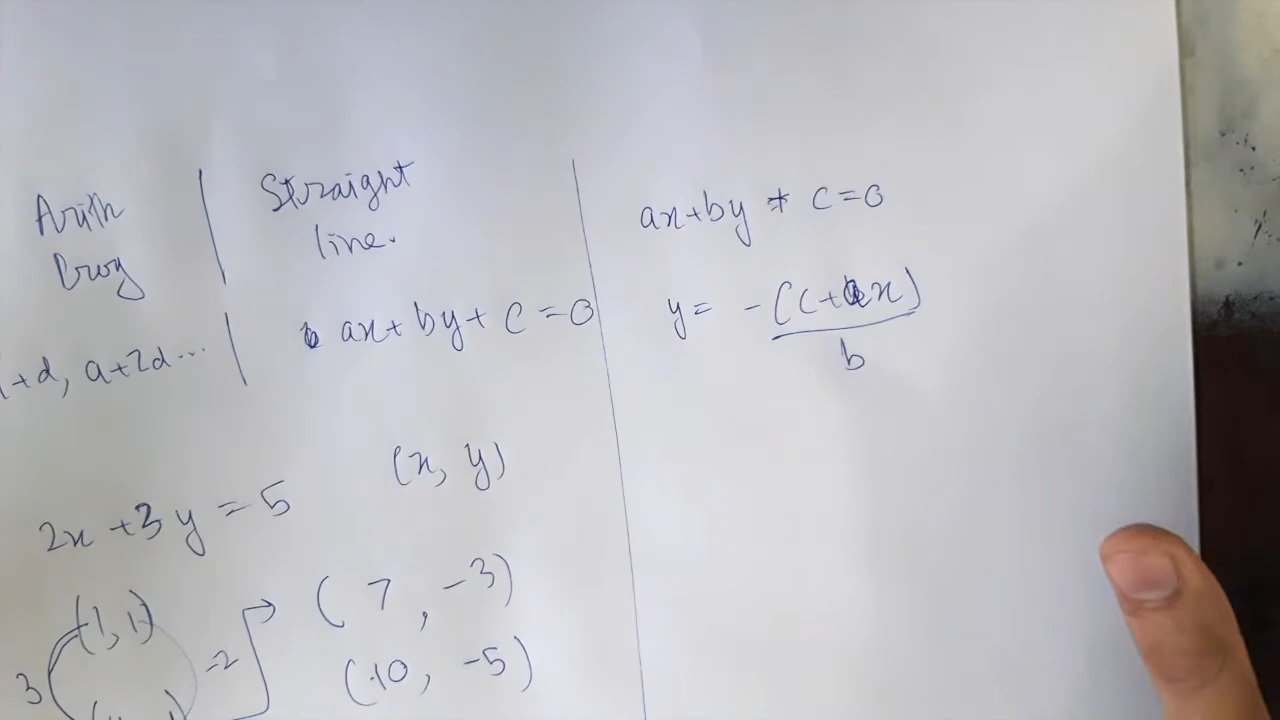 Arith
Prog
+d, a+2d...
Straight
line.
ax+by+c=0
2x+3y=5
(x, y)
(1,1)
3
-2
(7, -3)
(10, -5)
ax+by+c=0
y= -(c+ax)
b